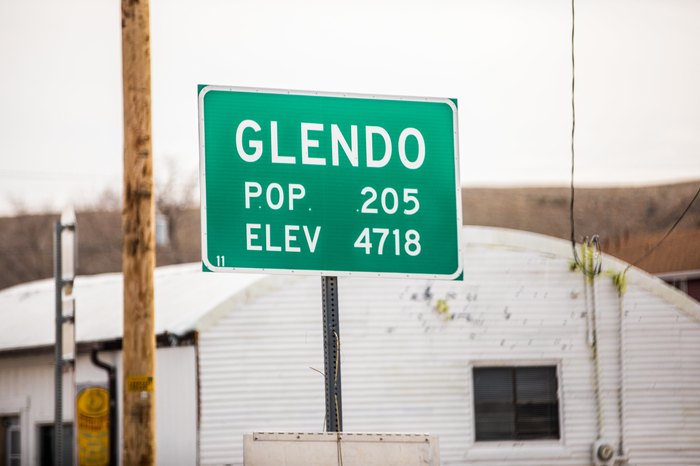 GLENDO
POP. 205
ELEV 4718
11